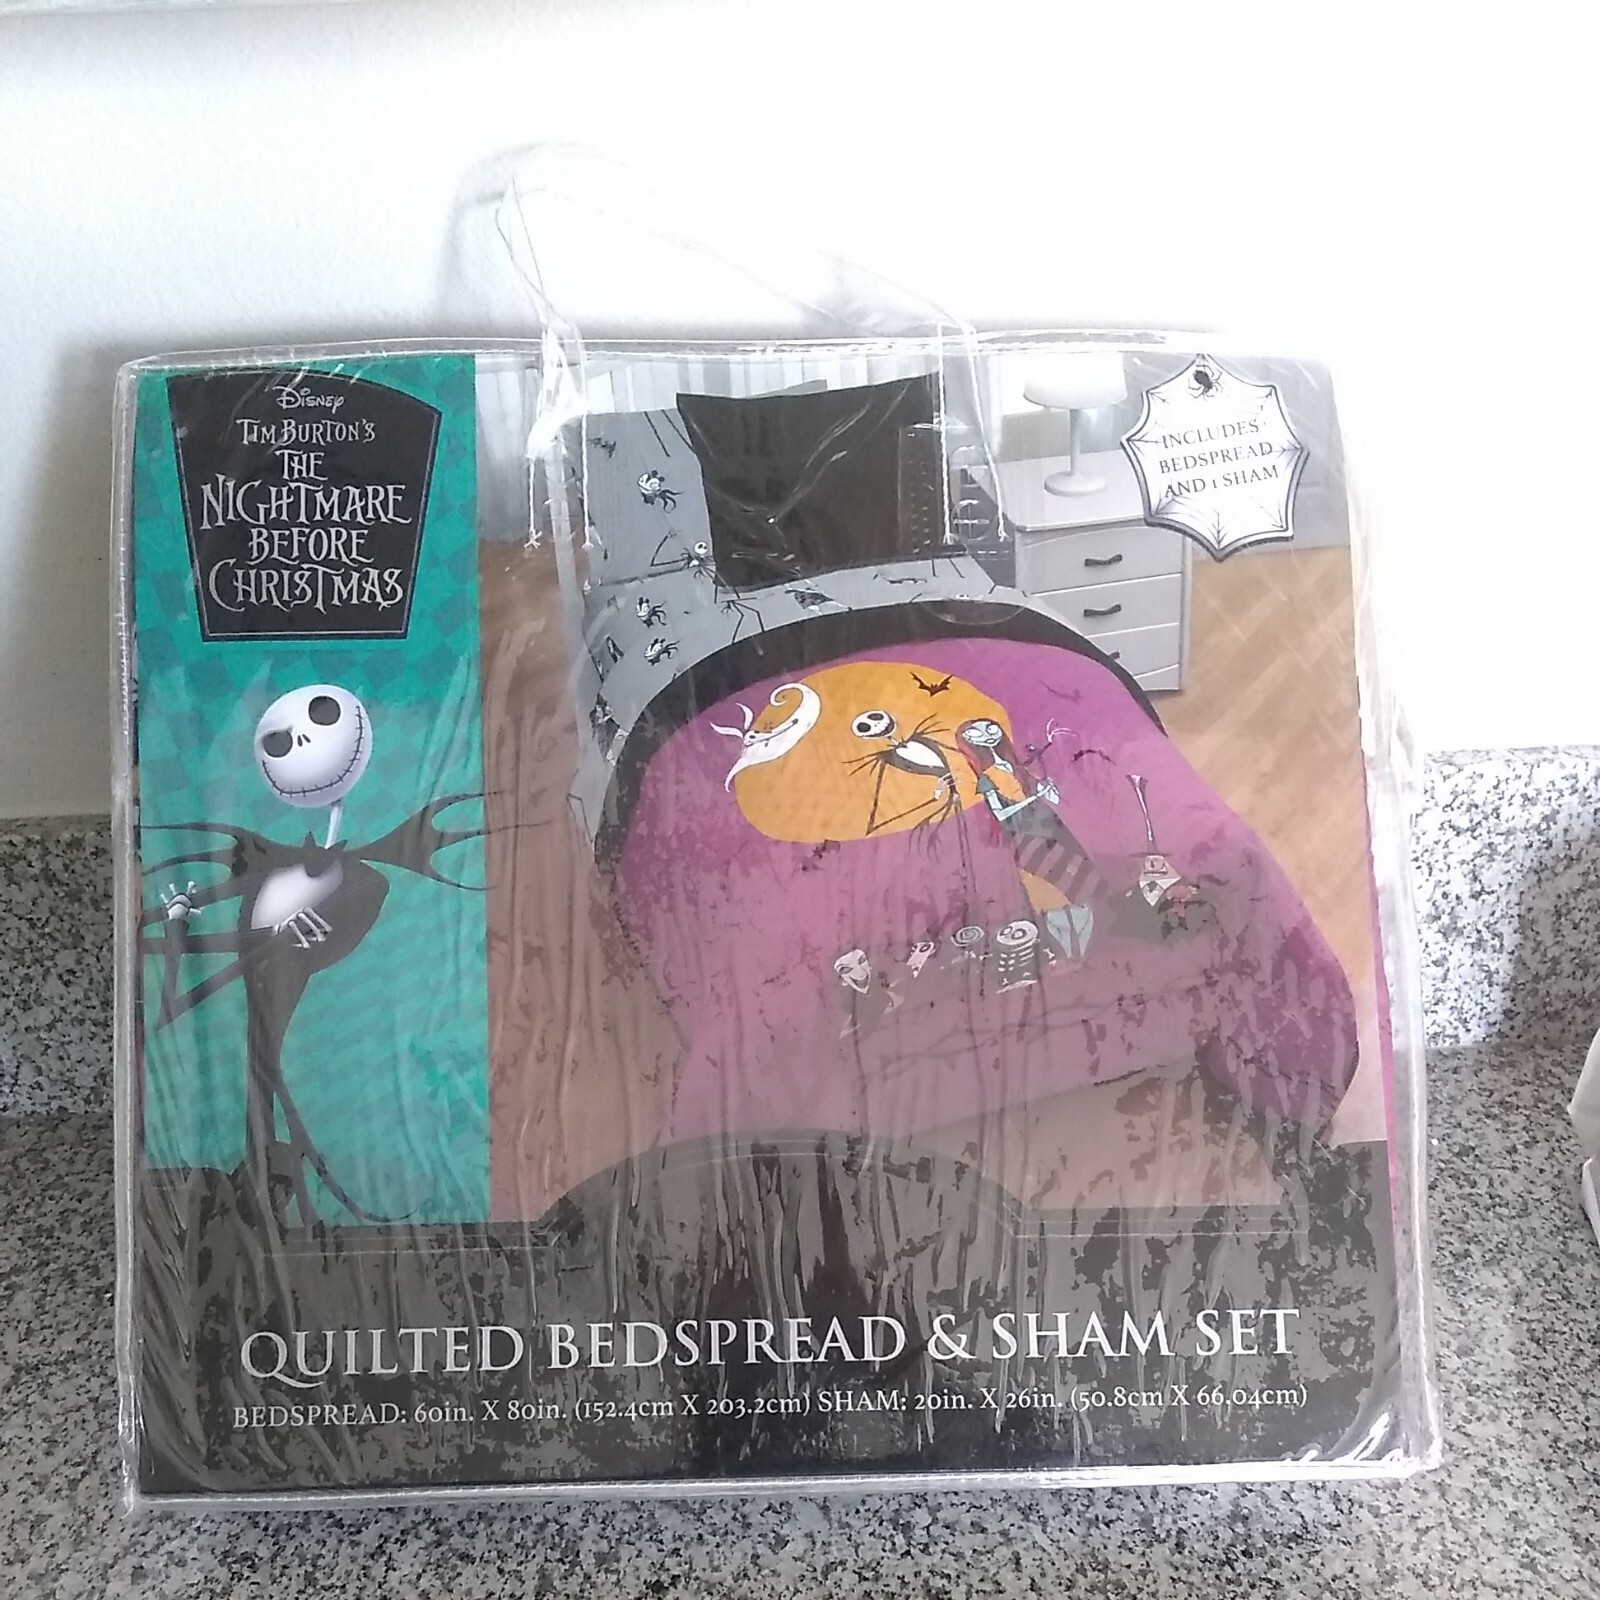 Disney
Tim Burton's
The
Nightmare
Before
Christmas
INCLUDES
BEDSPREAD
AND 1 SHAM
QUILTED BEDSPREAD & SHAM SET
BEDSPREAD: 60in. X 80in. (152.4cm X 203.2cm) SHAM: 20in. X 26in. (50.8cm X 66.04cm)